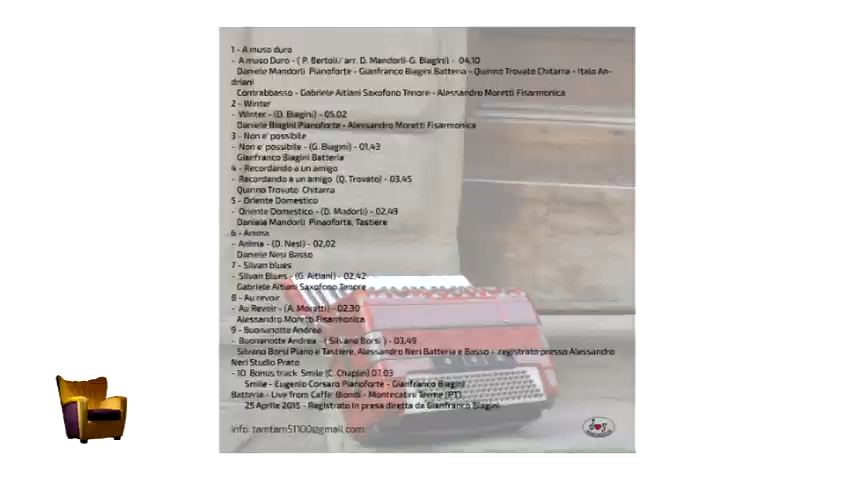 1 - A muso duro
- A muso Duro - ( P. Bertoli/ arr. D. Mandorli-G. Biagini) - 04,10
Daniele Mandorli Pianoforte - Gianfranco Biagini Batteria - Quinno Trovato Chitarra - Italo An-
driani
Contrabbasso - Gabriele Aitiani Saxofono Tenore - Alessandro Moretti Fisarmonica
2 - Winter
- Winter - (D. Biagini) - 05,02
Daniele Biagini Pianoforte - Alessandro Moretti Fisarmonica
3 - Non e' possibile
- Non e' possibile - (G. Biagini) - 01,43
Gianfranco Biagini Batteria
4 - Recordando a un amigo
- Recordando a un amigo (Q. Trovato) - 03,45
Quinno Trovato Chitarra
5 - Oriente Domestico
- Oriente Domestico - (D. Madorli) - 02,49
Daniele Mandorli Pinaoforte, Tastiere
6 - Anima
- Anima - (D. Nesi) - 02,02
Daniele Nesi Basso
7 - Silvan blues
- Silvan Blues - (G. Aitiani) - 02,42
Gabriele Aitiani Saxofono Tenore
8 - Au revoir
- Au Revoir - (A. Moretti) - 02,30
Alessandro Moretti Fisarmonica
9 - Buonanotte Andrea
- Buonanotte Andrea - ( Silvano Borsi ) - 03,49
Silvano Borsi Piano e Tastiere, Alessandro Neri Batteria e Basso - registrato presso Alessandro
Neri Studio Prato
- 10 Bonus track Smile (C. Chaplin) 07,03
Smile - Eugenio Corsaro Pianoforte - Gianfranco Biagini
Batteria - Live from Caffe' Biondi - Montecatini Terme (PT)
25 Aprile 2015 - Registrato in presa diretta da Gianfranco Biagini
info: tamtam51100@gmail.com